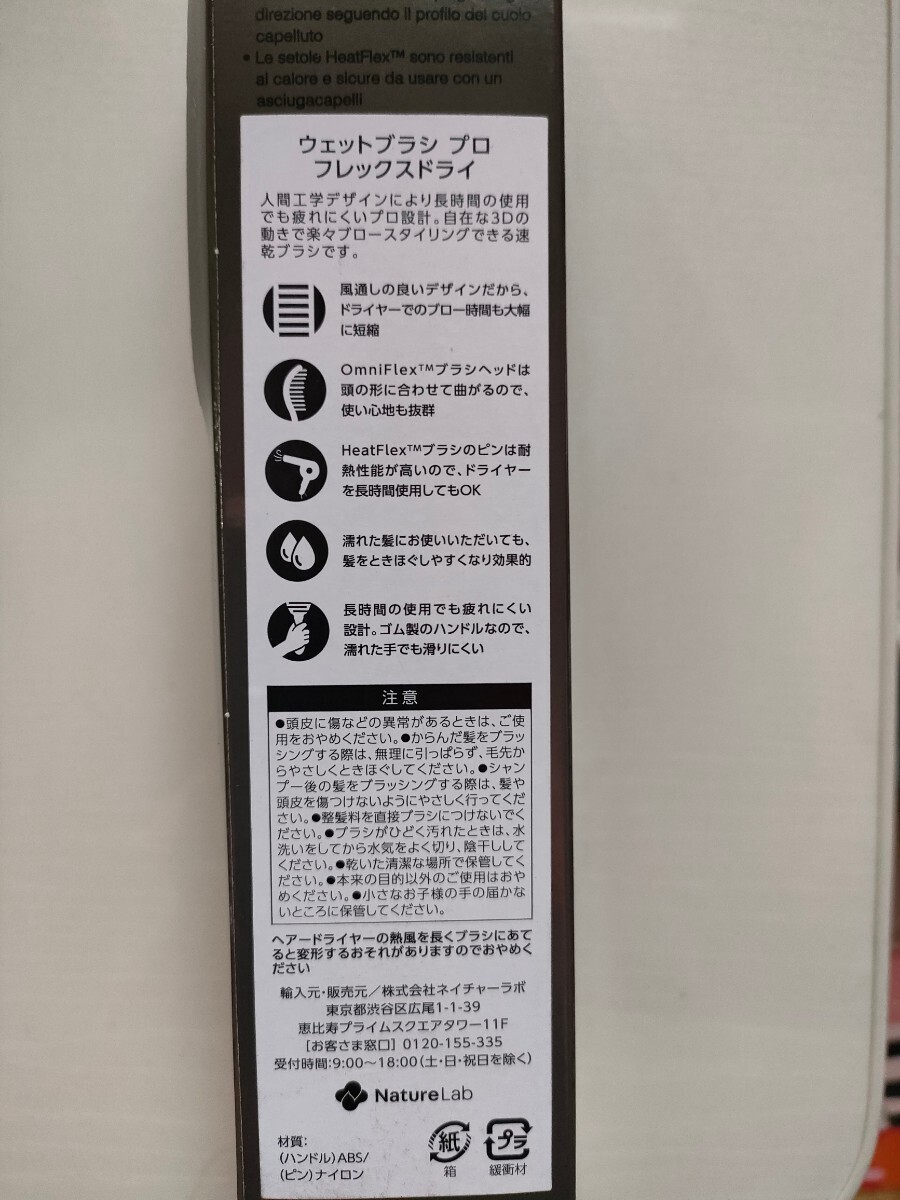 direzione seguendo il profilo del cuoio
capelluto
• Le setole HeatFlex™ sono resistenti
al calore e sicure da usare con un
asciugacapelli
ウェットブラシ プロ
フレックスドライ
人間工学デザインにより長時間の使用
でも疲れにくいプロ設計。自在な3Dの
動きで楽々ブロースタイリングできる速
乾ブラシです。
風通しの良いデザインだから、
ドライヤーでのブロー時間も大幅
に短縮
OmniFlex™ブラシヘッドは
頭の形に合わせて曲がるので、
使い心地も抜群
HeatFlex™ブラシのピンは耐
熱性能が高いので、ドライヤー
を長時間使用してもOK
濡れた髪にお使いいただいても、
髪をときほぐしやすくなり効果的
長時間の使用でも疲れにくい
設計。ゴム製のハンドルなので、
濡れた手でも滑りにくい
注意
●頭皮に傷などの異常があるときは、ご使
用をおやめください。●からんだ髪をブラッ
シングする際は、無理に引っぱらず、毛先か
らやさしくときほぐしてください。●シャン
プー後の髪をブラッシングする際は、髪や
頭皮を傷つけないようにやさしく行ってくだ
さい。●整髪料を直接ブラシにつけないでく
ださい。●ブラシがひどく汚れたときは、水
洗いをしてから水気をよく切り、陰干しして
ください。●乾いた清潔な場所で保管してく
ださい。●本来の目的以外のご使用はおや
めください。●小さなお子様の手の届かな
いところに保管してください。
ヘアードライヤーの熱風を長くブラシにあて
ると変形するおそれがありますのでおやめく
ださい
輸入元・販売元／株式会社ネイチャーラボ
東京都渋谷区広尾1-1-39
恵比寿プライムスクエアタワー11F
[お客さま窓口] 0120-155-335
受付時間:9:00〜18:00(土・日・祝日を除く)
NatureLab
材質:
(ハンドル)ABS/
(ピン)ナイロン
紙
箱
プラ
緩衝材